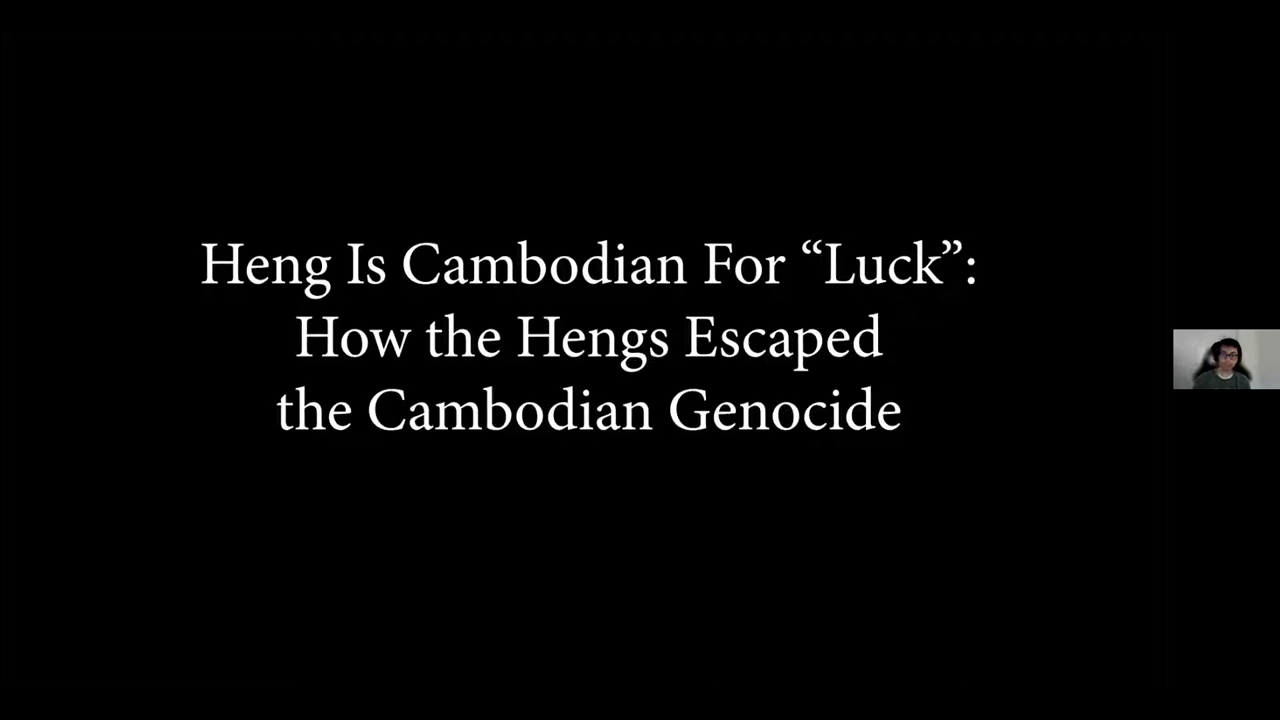 Heng Is Cambodian For “Luck”:
How the Hengs Escaped
the Cambodian Genocide